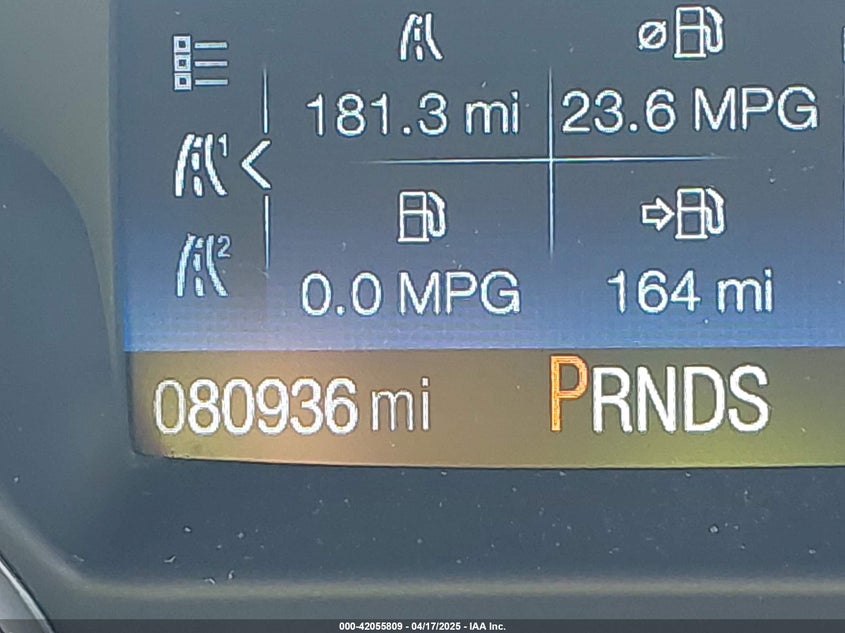 181.3 mi 23.6 MPG
1
2
0.0 MPG 164 mi
080936 mi PRNDS
000-42055809 - 04/17/2025 - IAA Inc.